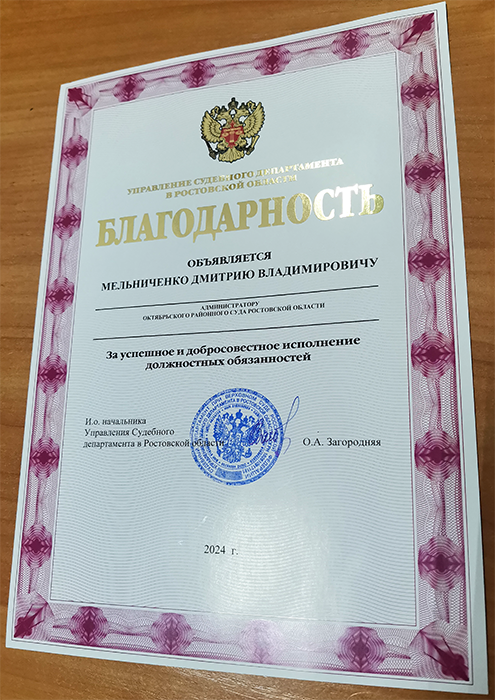 УПРАВЛЕНИЕ СУДЕБНОГО ДЕПАРТАМЕНТА
В РОСТОВСКОЙ ОБЛАСТИ
БЛАГОДАРНОСТЬ
ОБЪЯВЛЯЕТСЯ
МЕЛЬНИЧЕНКО ДМИТРИЮ ВЛАДИМИРОВИЧУ
АДМИНИСТРАТОРУ
ОКТЯБРЬСКОГО РАЙОННОГО СУДА РОСТОВСКОЙ ОБЛАСТИ
За успешное и добросовестное исполнение
должностных обязанностей
И.о. начальника
Управления Судебного
департамента в Ростовской области
О.А. Загородняя
2024 г.